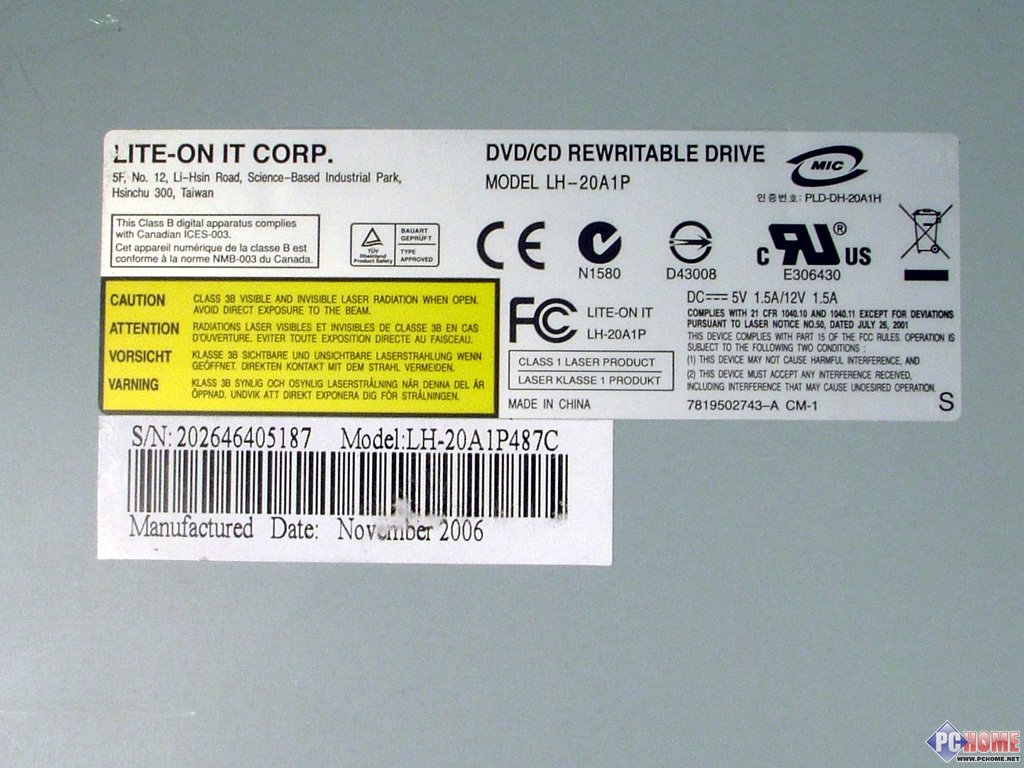 LITE-ON IT CORP.
5F, No. 12, Li-Hsin Road, Science-Based Industrial Park,
Hsinchu 300, Taiwan
DVD/CD REWRITABLE DRIVE
MODEL LH-20A1P
MIC
인증번호: PLD-DH-20A1H
This Class B digital apparatus complies
with Canadian ICES-003.
Cet appareil numérique de la classe B est
conforme à la norme NMB-003 du Canada.
TÜV
Rheinland
Product Safety
BAUART
GEPRÜFT
TYPE
APPROVED
CE
N1580
D43008
C RU ® US
E306430
CAUTION CLASS 3B VISIBLE AND INVISIBLE LASER RADIATION WHEN OPEN.
AVOID DIRECT EXPOSURE TO THE BEAM.
ATTENTION RADIATIONS LASER VISIBLES ET INVISIBLES DE CLASSE 3B EN CAS
D'OUVERTURE. EVITER TOUTE EXPOSITION DIRECTE AU FAISCEAU.
VORSICHT KLASSE 3B SICHTBARE UND UNSICHTBARE LASERSTRAHLUNG WENN
GEÖFFNET. DIREKTEN KONTAKT MIT DEM STRAHL VERMEIDEN.
VARNING KLASS 3B SYNLIG OCH OSYNLIG LASERSTRÅLNING NÄR DENNA DEL ÄR
ÖPPNAD. UNDVIK ATT DIREKT EXPONERA DIG FÖR STRÅLNINGEN.
FC
LITE-ON IT
LH-20A1P
CLASS 1 LASER PRODUCT
LASER KLASSE 1 PRODUKT
MADE IN CHINA
DC 5V 1.5A/12V 1.5A
COMPLIES WITH 21 CFR 1040.10 AND 1040.11 EXCEPT FOR DEVIATIONS
PURSUANT TO LASER NOTICE NO.50, DATED JULY 26, 2001
THIS DEVICE COMPLIES WITH PART 15 OF THE FCC RULES. OPERATION IS
SUBJECT TO THE FOLLOWING TWO CONDITIONS :
(1) THIS DEVICE MAY NOT CAUSE HARMFUL INTERFERENCE, AND
(2) THIS DEVICE MUST ACCEPT ANY INTERFERENCE RECEIVED,
INCLUDING INTERFERENCE THAT MAY CAUSE UNDESIRED OPERATION.
7819502743-A CM-1
S
S/N: 202646405187 Model:LH-20A1P487C
Manufactured Date: November 2006
PCHOME
WWW.PCHOME.NET